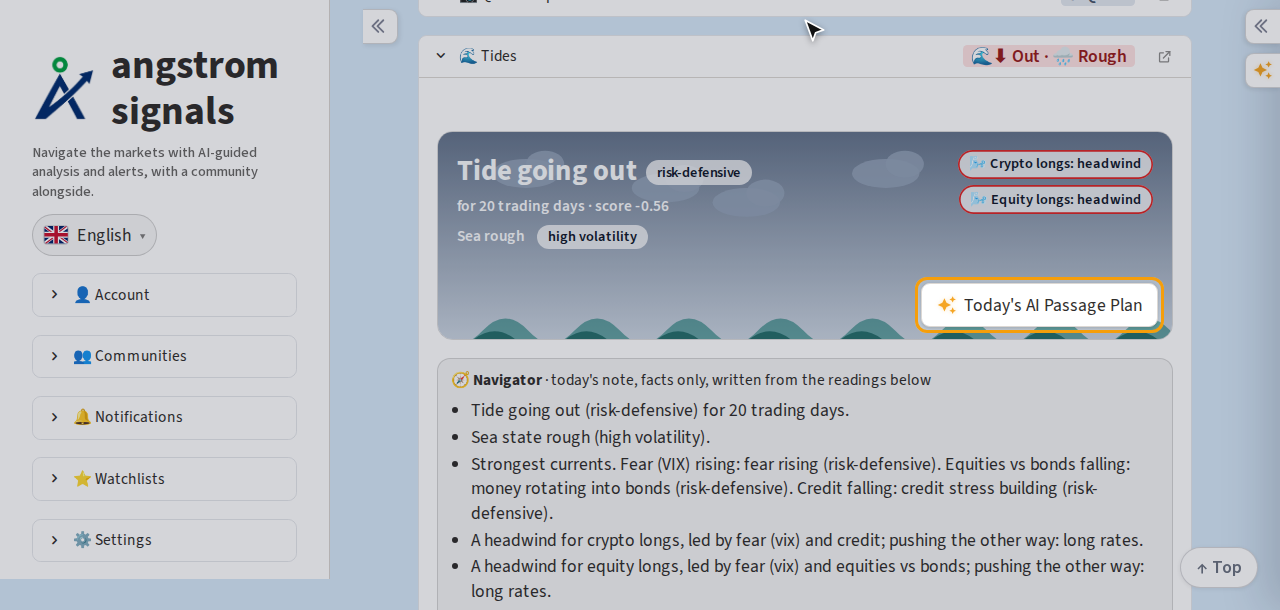 angstrom
signals
Navigate the markets with AI-guided
analysis and alerts, with a community
alongside.
English
Account
Communities
Notifications
Watchlists
Settings
Tides
Out · Rough
Tide going out risk-defensive
for 20 trading days · score -0.56
Sea rough high volatility
Crypto longs: headwind
Equity longs: headwind
Today's AI Passage Plan
Navigator · today's note, facts only, written from the readings below
• Tide going out (risk-defensive) for 20 trading days.
• Sea state rough (high volatility).
• Strongest currents. Fear (VIX) rising: fear rising (risk-defensive). Equities vs bonds falling:
money rotating into bonds (risk-defensive). Credit falling: credit stress building (risk-
defensive).
• A headwind for crypto longs, led by fear (vix) and credit; pushing the other way: long rates.
• A headwind for equity longs, led by fear (vix) and equities vs bonds; pushing the other way:
long rates.
Top